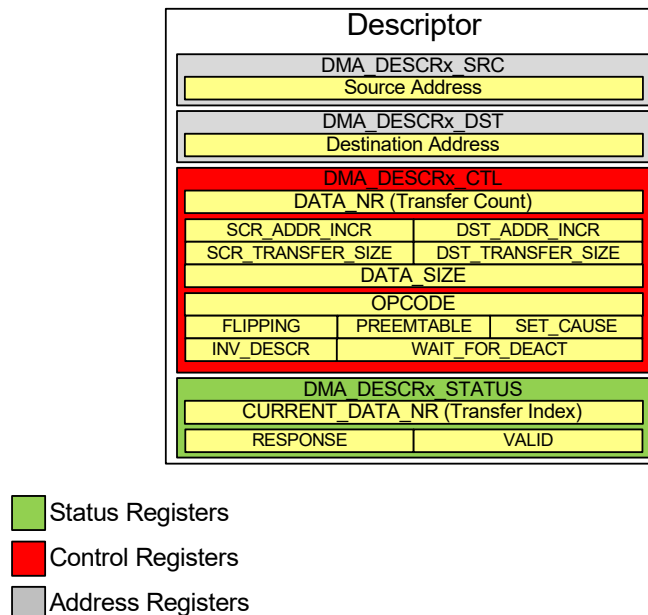 Descriptor
DMA_DESCRx_SRC
Source Address
DMA_DESCRx_DST
Destination Address
DMA_DESCRx_CTL
DATA_NR (Transfer Count)
SCR_ADDR_INCR DST_ADDR_INCR
SCR_TRANSFER_SIZE DST_TRANSFER_SIZE
DATA_SIZE
OPCODE
FLIPPING PREEMTABLE SET_CAUSE
INV_DESCR WAIT_FOR_DEACT
DMA_DESCRx_STATUS
CURRENT_DATA_NR (Transfer Index)
RESPONSE VALID
Status Registers
Control Registers
Address Registers